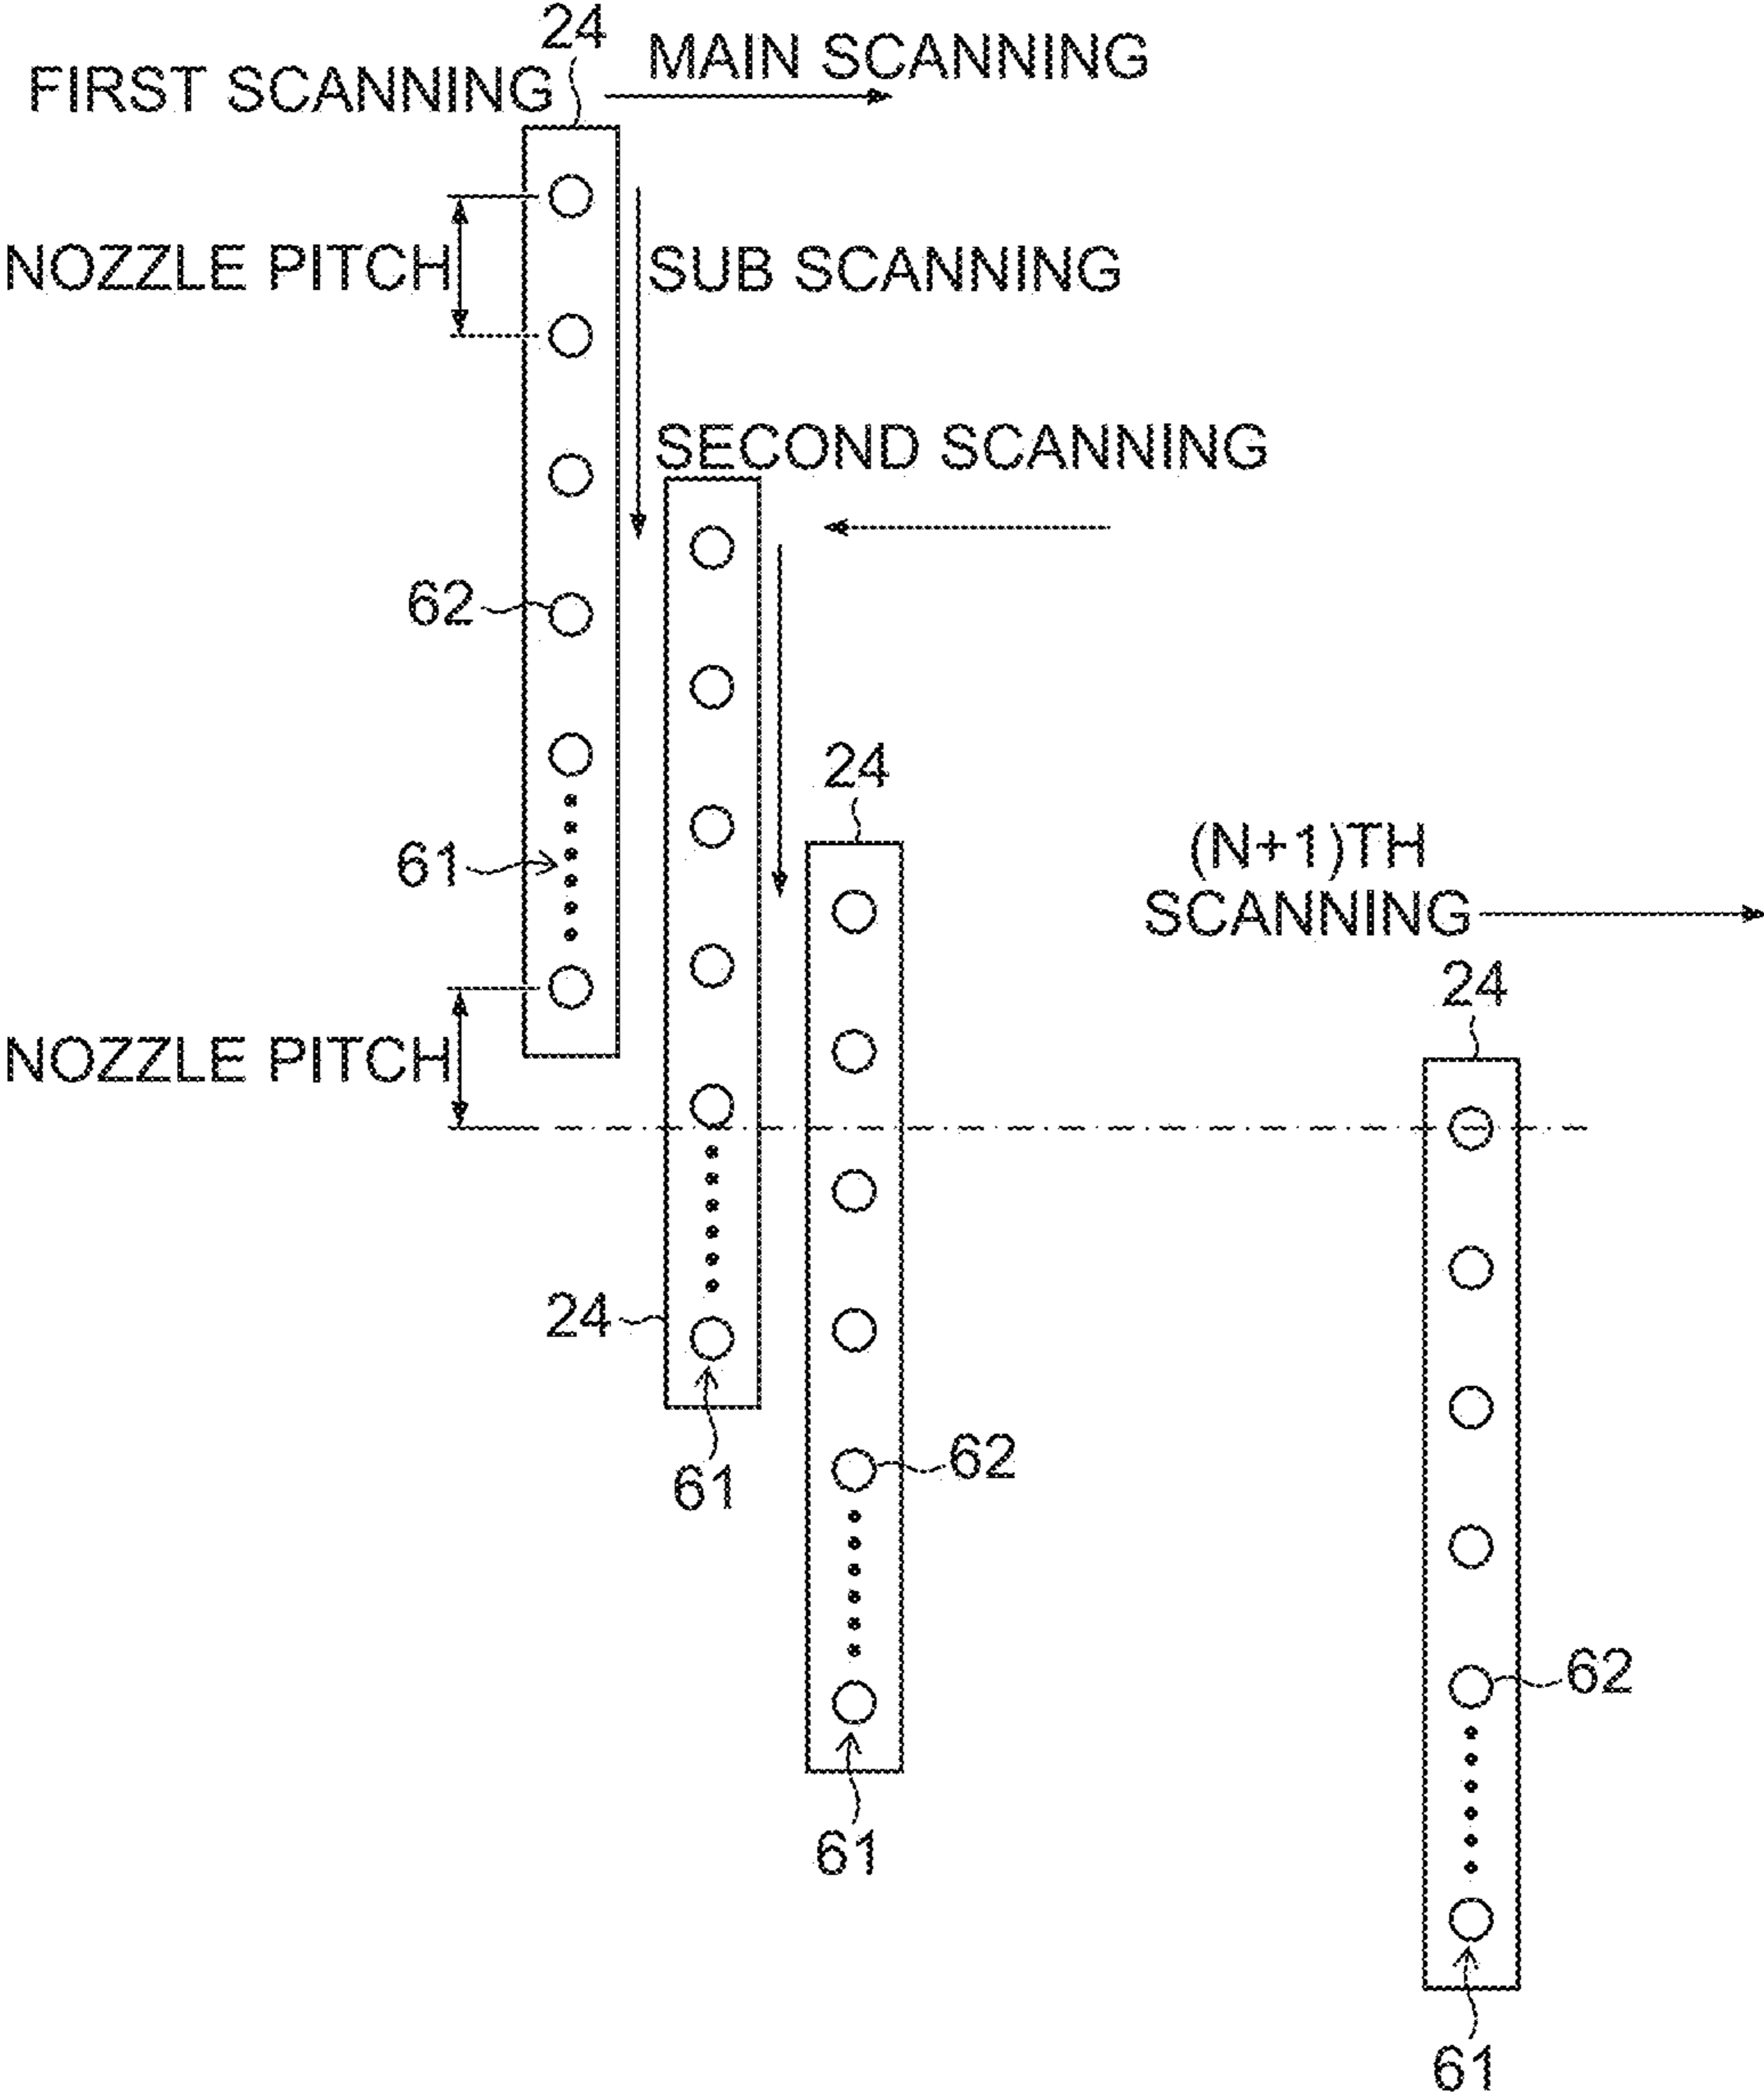 24
MAIN SCANNING
FIRST SCANNING
NOZZLE PITCH
SUB SCANNING
SECOND SCANNING
62
24
(N+1)TH
61
SCANNING
24
NOZZLE PITCH
24
62
61
62
61
61